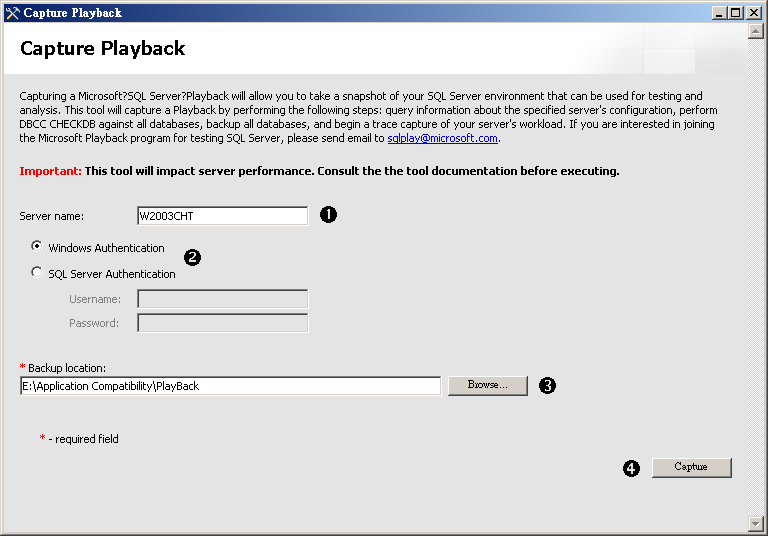 Capture Playback
Capture Playback
Capturing a Microsoft?SQL Server?Playback will allow you to take a snapshot of your SQL Server environment that can be used for testing and
analysis. This tool will capture a Playback by performing the following steps: query information about the specified server's configuration, perform
DBCC CHECKDB against all databases, backup all databases, and begin a trace capture of your server's workload. If you are interested in joining
the Microsoft Playback program for testing SQL Server, please send email to sqlplay@microsoft.com.
Important: This tool will impact server performance. Consult the the tool documentation before executing.
Server name: W2003CHT ❶
Windows Authentication
❷
SQL Server Authentication
Username:
Password:
* Backup location:
E:\Application Compatibility\PlayBack Browse... ❸
* - required field
❹ Capture